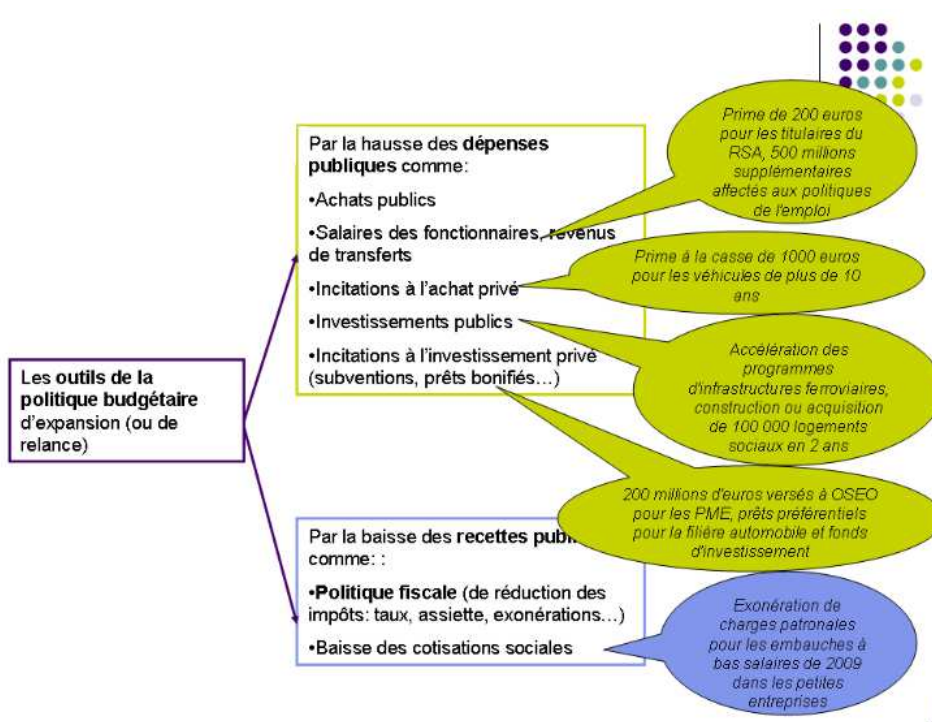 Les outils de la
politique budgétaire
d'expansion (ou de
relance)
Par la hausse des dépenses
publiques comme:
•Achats publics
•Salaires des fonctionnaires, revenus
de transferts
•Incitations à l'achat privé
•Investissements publics
•Incitations à l'investissement privé
(subventions, prêts bonifiés…)
Prime de 200 euros
pour les titulaires du
RSA, 500 millions
supplémentaires
affectés aux politiques
de l'emploi
Prime à la casse de 1000 euros
pour les véhicules de plus de 10
ans
Accélération des
programmes
d'infrastructures ferroviaires,
construction ou acquisition
de 100 000 logements
sociaux en 2 ans
200 millions d'euros versés à OSEO
pour les PME, prêts préférentiels
pour la filière automobile et fonds
d'investissement
Par la baisse des recettes
comme: :
•Politique fiscale (de réduction des
impôts: taux, assiette, exonérations…)
•Baisse des cotisations sociales
Exonération de
charges patronales
pour les embauches à
bas salaires de 2009
dans les petites
entreprises